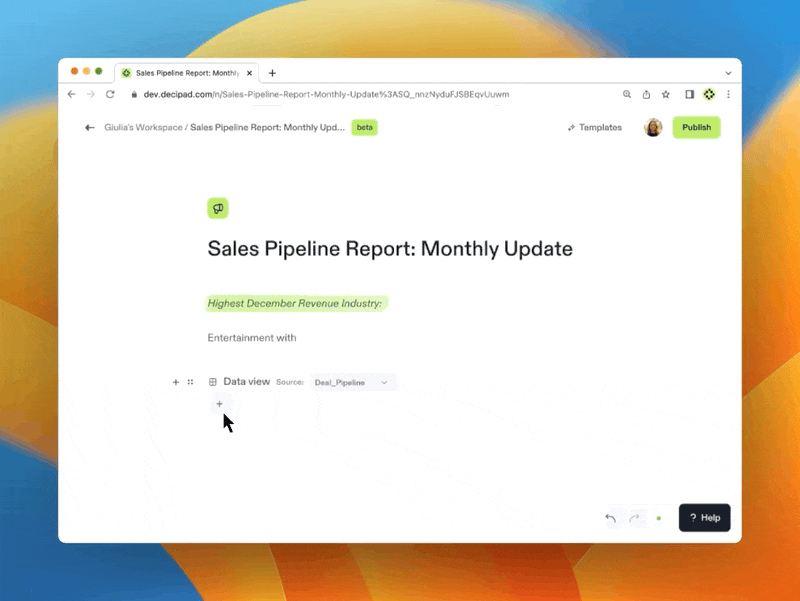 Sales Pipeline Report: Monthly
dev.decipad.com/n/Sales-Pipeline-Report-Monthly-Update%3ASQ_nnzNyduFJSBEqvUuwm
Giulia's Workspace / Sales Pipeline Report: Monthly Upd... beta Templates Publish
Sales Pipeline Report: Monthly Update
Highest December Revenue Industry:
Entertainment with
Data view Source: Deal_Pipeline
? Help